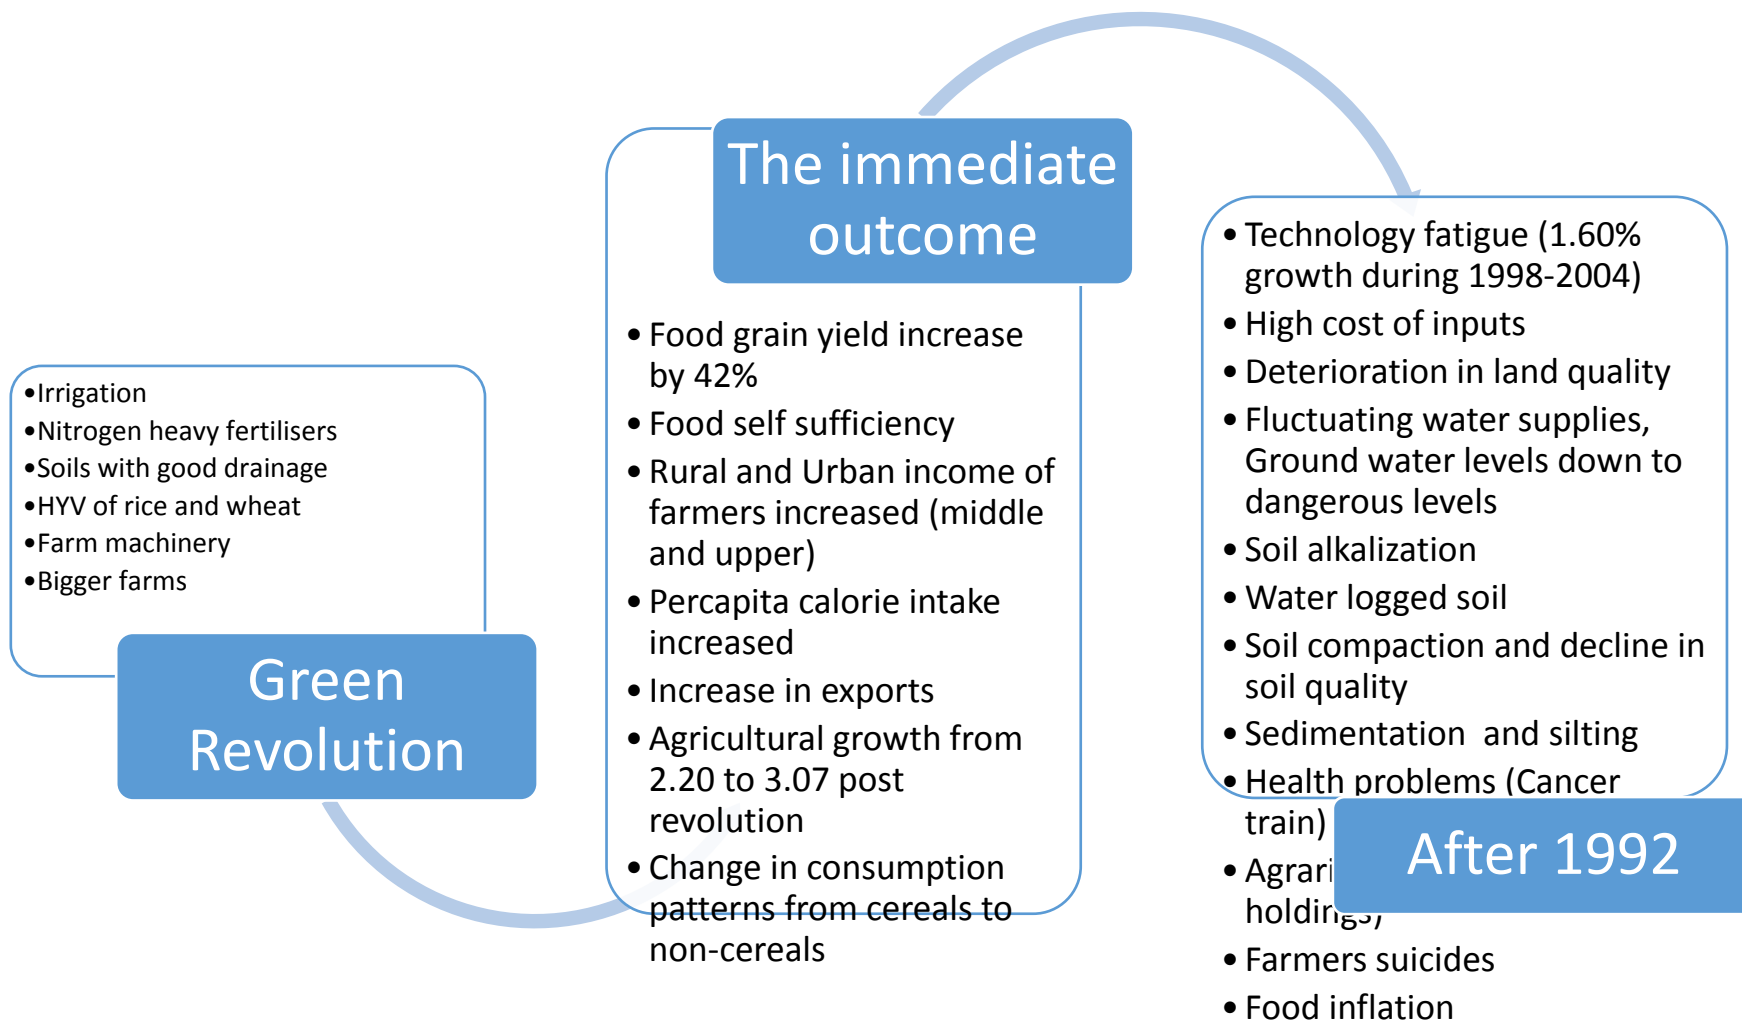 •Irrigation
•Nitrogen heavy fertilisers
•Soils with good drainage
•HYV of rice and wheat
•Farm machinery
•Bigger farms
Green
Revolution
The immediate
outcome
• Food grain yield increase
by 42%
• Food self sufficiency
• Rural and Urban income of
farmers increased (middle
and upper)
• Percapita calorie intake
increased
• Increase in exports
• Agricultural growth from
2.20 to 3.07 post
revolution
• Change in consumption
patterns from cereals to
non-cereals
• Technology fatigue (1.60%
growth during 1998-2004)
• High cost of inputs
• Deterioration in land quality
• Fluctuating water supplies,
Ground water levels down to
dangerous levels
• Soil alkalization
• Water logged soil
• Soil compaction and decline in
soil quality
• Sedimentation and silting
• Health problems (Cancer
train)
•
holdings)
• Farmers suicides
• Food inflation
After 1992